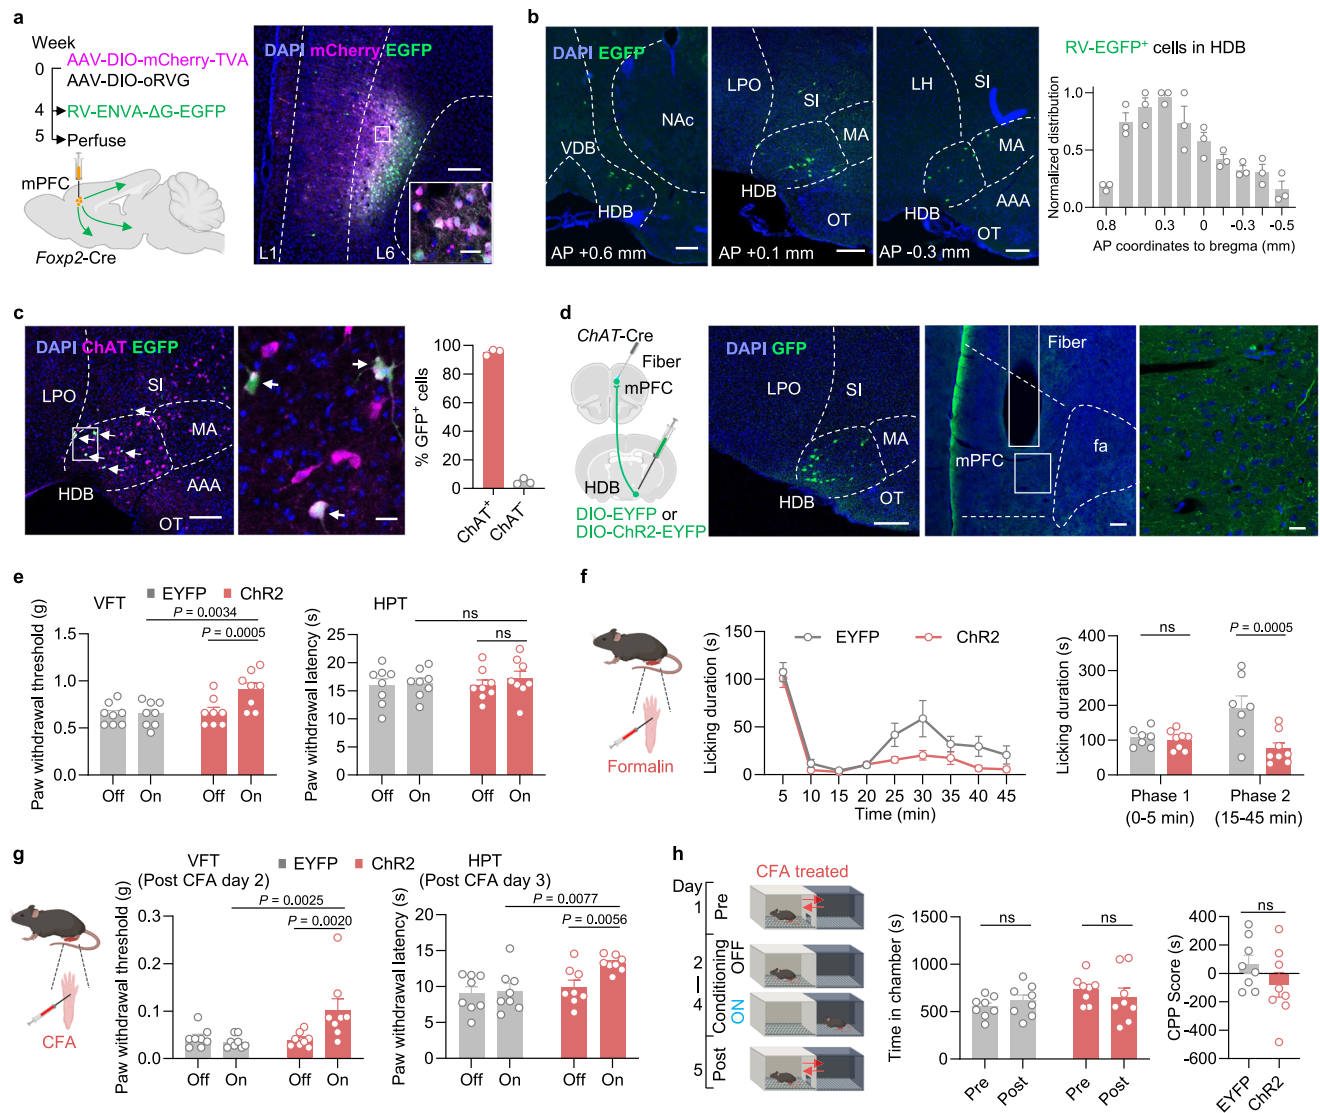 a
Week
0
AAV-DIO-mCherry-TVA
AAV-DIO-oRVG
4
RV-ENVA-ΔG-EGFP
5
Perfuse
mPFC
Foxp2-Cre
DAPI mCherry EGFP
L1
L6
b
DAPI EGFP
NAc
VDB
HDB
AP +0.6 mm
LPO
SI
MA
HDB
OT
AP +0.1 mm
LH
SI
MA
AAA
HDB
OT
AP -0.3 mm
RV-EGFP+ cells in HDB
Normalized distribution
1.0
0.5
0.0
0.8
0.3
0
-0.3
-0.5
AP coordinates to bregma (mm)
c
DAPI ChAT EGFP
LPO
SI
MA
AAA
HDB
OT
% GFP+ cells
100
80
60
40
20
0
ChAT+
ChAT-
d
ChAT-Cre
Fiber
mPFC
HDB
DIO-EYFP or
DIO-ChR2-EYFP
DAPI GFP
LPO
SI
MA
HDB
OT
Fiber
mPFC
fa
e
EYFP
ChR2
VFT
P = 0.0034
P = 0.0005
Paw withdrawal threshold (g)
1.5
1.0
0.5
0.0
Off
On
Off
On
HPT
ns
ns
Paw withdrawal latency (s)
25
20
15
10
5
0
Off
On
Off
On
f
Formalin
EYFP
ChR2
Licking duration (s)
100
50
0
5
10
15
20
25
30
35
40
45
Time (min)
Licking duration (s)
400
300
200
100
0
ns
P = 0.0005
Phase 1
(0-5 min)
Phase 2
(15-45 min)
g
CFA
EYFP
ChR2
VFT
(Post CFA day 2)
P = 0.0025
P = 0.0020
Paw withdrawal threshold (g)
0.3
0.2
0.1
0.0
Off
On
Off
On
HPT
(Post CFA day 3)
P = 0.0077
P = 0.0056
Paw withdrawal latency (s)
20
15
10
5
0
Off
On
Off
On
h
CFA treated
Day
1
Pre
2
4
Conditioning
OFF
ON
5
Post
Time in chamber (s)
1500
1000
500
0
ns
ns
Pre
Post
Pre
Post
CPP Score (s)
400
200
0
-200
-400
-600
ns
EYFP
ChR2